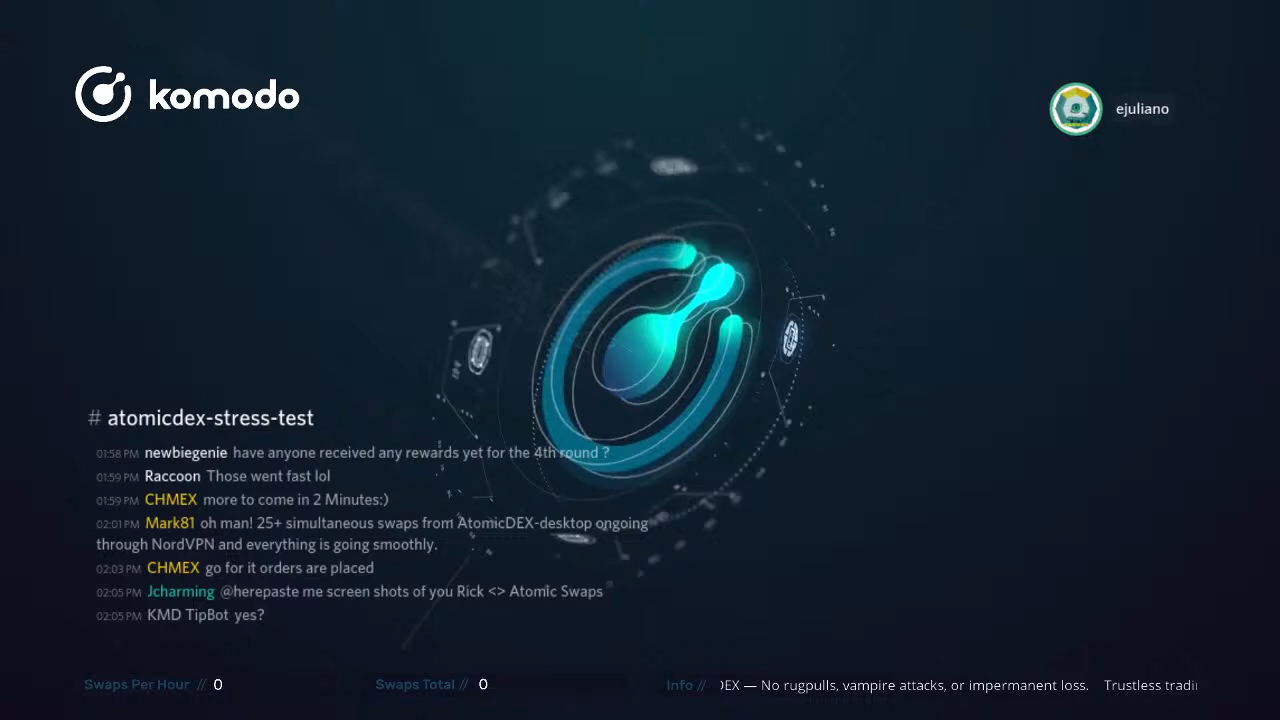 komodo
ejuliano
# atomicdex-stress-test
01:58 PM newbiegenie have anyone received any rewards yet for the 4th round ?
01:59 PM Raccoon Those went fast lol
01:59 PM CHMEX more to come in 2 Minutes:)
02:01 PM Mark81 oh man! 25+ simultaneous swaps from AtomicDEX-desktop ongoing
through NordVPN and everything is going smoothly.
02:03 PM CHMEX go for it orders are placed
02:05 PM Jcharming @herepaste me screen shots of you Rick <> Atomic Swaps
02:05 PM KMD TipBot yes?
Swaps Per Hour // 0 Swaps Total // 0 Info // EX — No rugpulls, vampire attacks, or impermanent loss. Trustless tradi